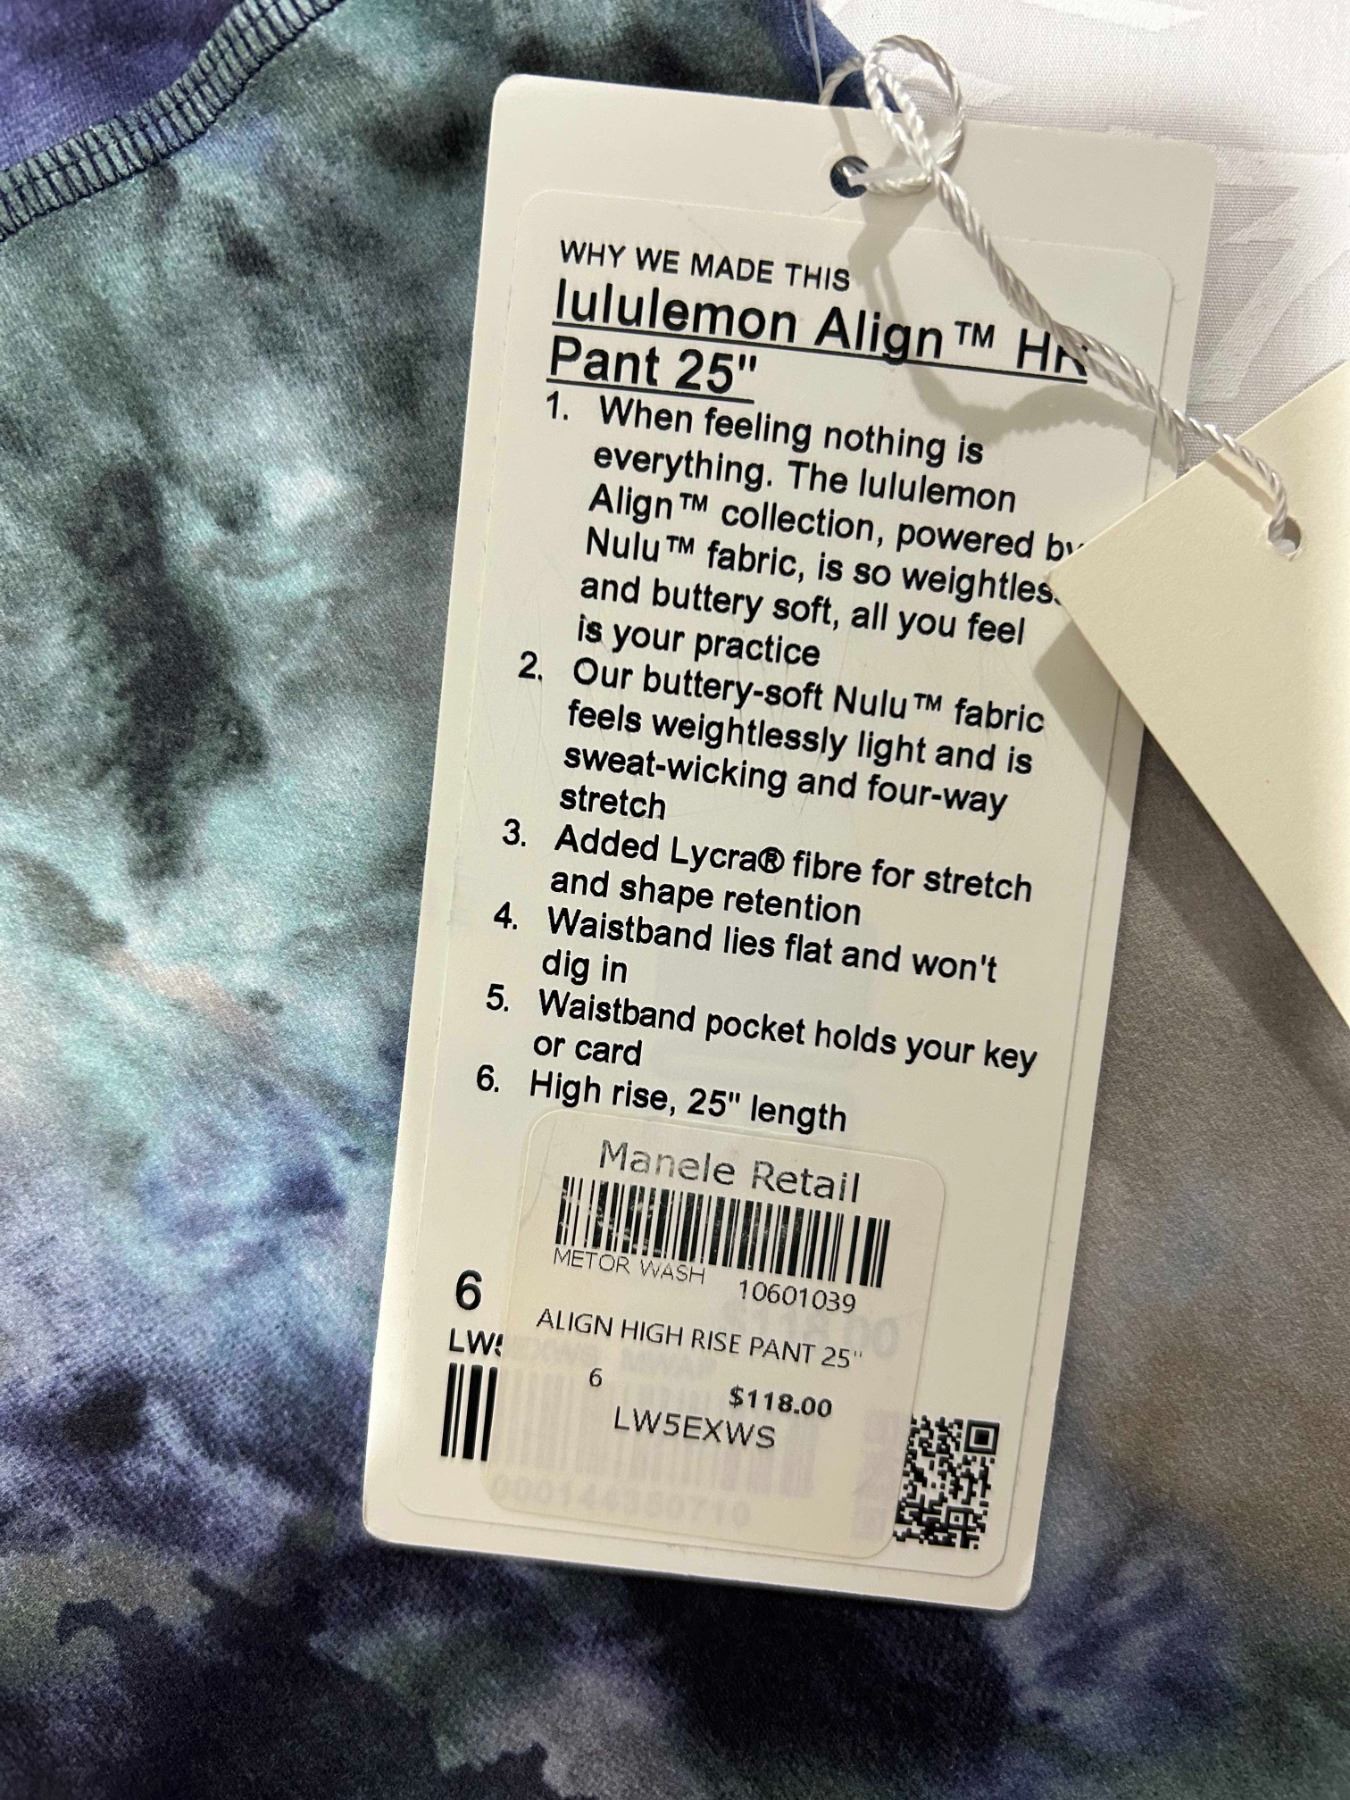 WHY WE MADE THIS
lululemon Align™ HR
Pant 25"
1. When feeling nothing is
everything. The lululemon
Align™ collection, powered by
Nulu™ fabric, is so weightless
and buttery soft, all you feel
is your practice
2. Our buttery-soft Nulu™ fabric
feels weightlessly light and is
sweat-wicking and four-way
stretch
3. Added Lycra® fibre for stretch
and shape retention
4. Waistband lies flat and won't
dig in
5. Waistband pocket holds your key
or card
6. High rise, 25" length
Manele Retail
METOR WASH 10601039
ALIGN HIGH RISE PANT 25"
6 $118.00
LW5EXWS
6
LW5